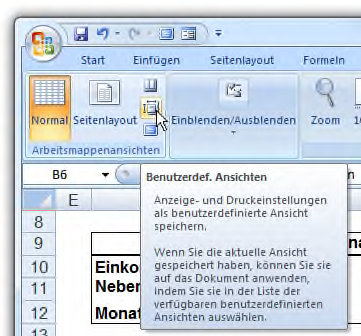 Start Einfügen Seitenlayout Formeln
Normal Seitenlayout Einblenden/Ausblenden Zoom
Arbeitsmappenansichten
B6
Benutzerdef. Ansichten
Anzeige- und Druckeinstellungen
als benutzerdefinierte Ansicht
speichern.
Wenn Sie die aktuelle Ansicht
gespeichert haben, können Sie sie
auf das Dokument anwenden,
indem Sie sie in der Liste der
verfügbaren benutzerdefinierten
Ansichten auswählen.
E
8
9
10 Einko
11 Neber
12 Monat
13